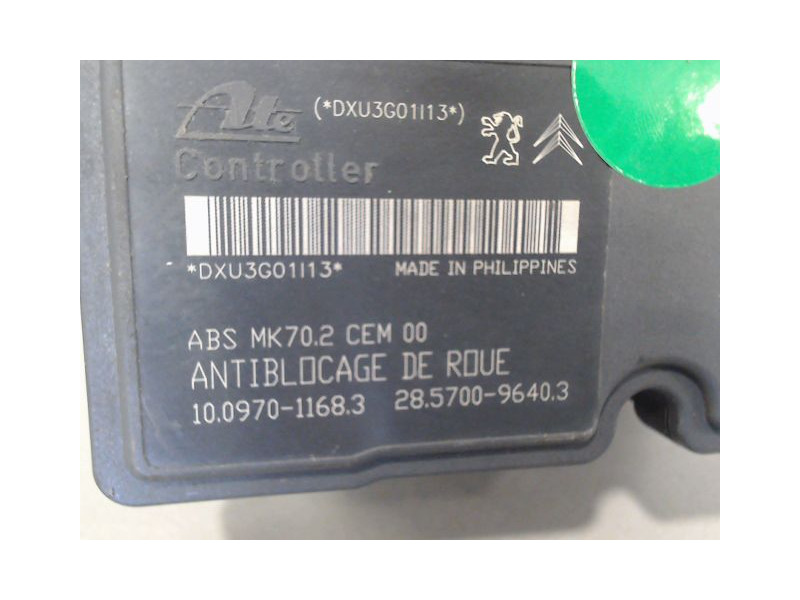 Ate (*DXU3G01I13*)
Controller
*DXU3G01I13* MADE IN PHILIPPINES
ABS MK70.2 CEM 00
ANTIBLOCAGE DE ROUE
10.0970-1168.3 28.5700-9640.3